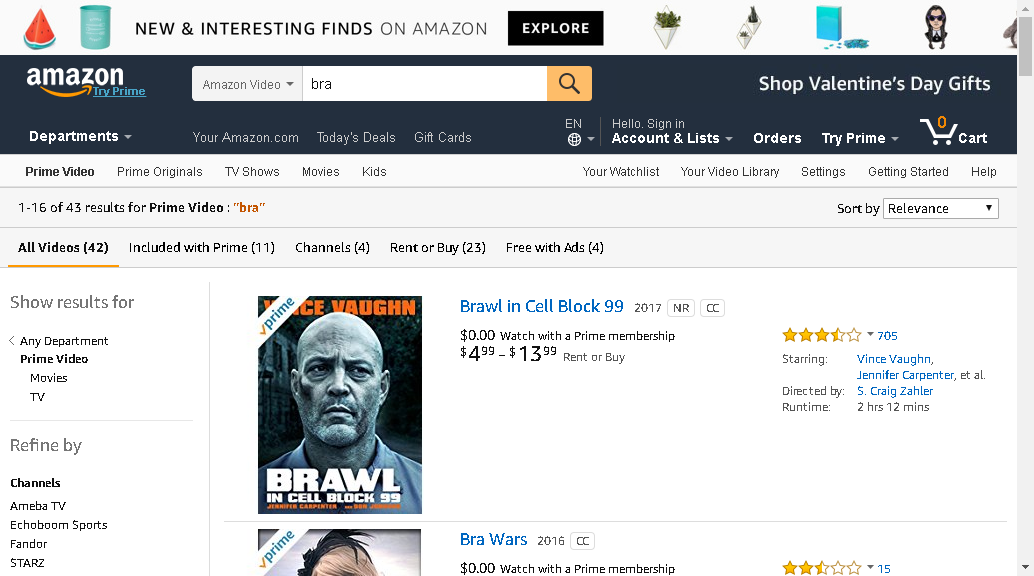 NEW & INTERESTING FINDS ON AMAZON EXPLORE
amazon
Try Prime
Amazon Video
bra
Shop Valentine's Day Gifts
Departments
Your Amazon.com Today's Deals Gift Cards
EN
Hello. Sign in
Account & Lists
Orders
Try Prime
0
Cart
Prime Video Prime Originals TV Shows Movies Kids Your Watchlist Your Video Library Settings Getting Started Help
1-16 of 43 results for Prime Video : "bra"
Sort by Relevance
All Videos (42) Included with Prime (11) Channels (4) Rent or Buy (23) Free with Ads (4)
Show results for
Any Department
Prime Video
Movies
TV
Refine by
Channels
Ameba TV
Echoboom Sports
Fandor
STARZ
vprime
VINCE VAUGHN
BRAWL
IN CELL BLOCK 99
JENNIFER CARPENTER AND DON JOHNSON
Brawl in Cell Block 99 2017 NR CC
$0.00 Watch with a Prime membership
$4.99 – $13.99 Rent or Buy
705
Starring: Vince Vaughn,
Jennifer Carpenter, et al.
Directed by: S. Craig Zahler
Runtime: 2 hrs 12 mins
vprime
Bra Wars 2016 CC
$0.00 Watch with a Prime membership
15